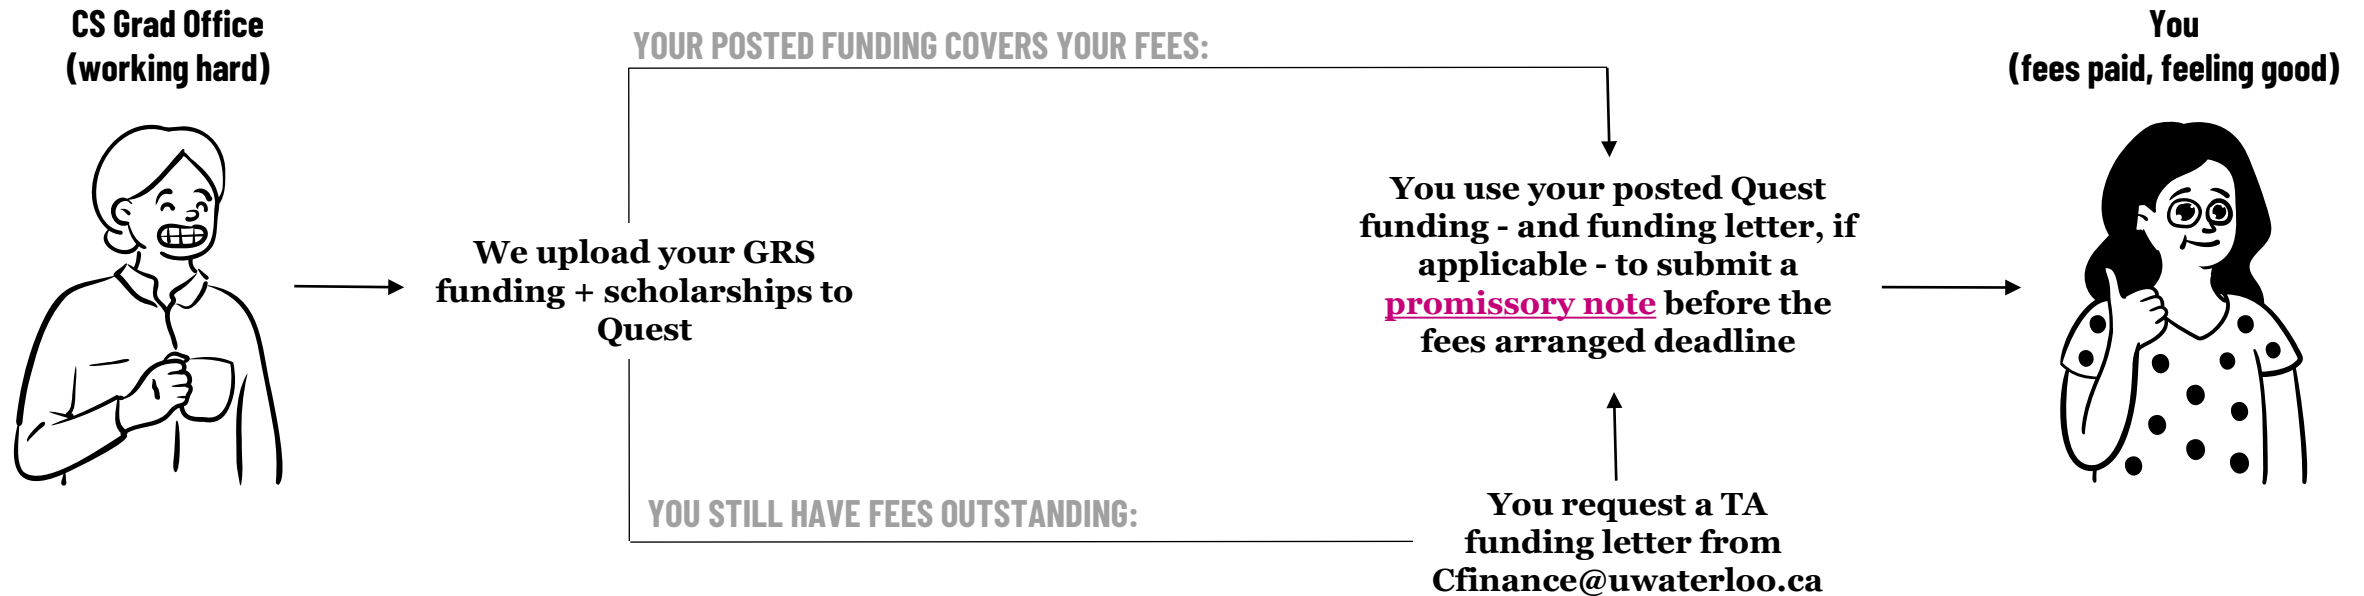 CS Grad Office
(working hard)
YOUR POSTED FUNDING COVERS YOUR FEES:
You
(fees paid, feeling good)
We upload your GRS
funding + scholarships to
Quest
You use your posted Quest
funding - and funding letter, if
applicable - to submit a
promissory note before the
fees arranged deadline
YOU STILL HAVE FEES OUTSTANDING:
You request a TA
funding letter from
Cfinance@uwaterloo.ca